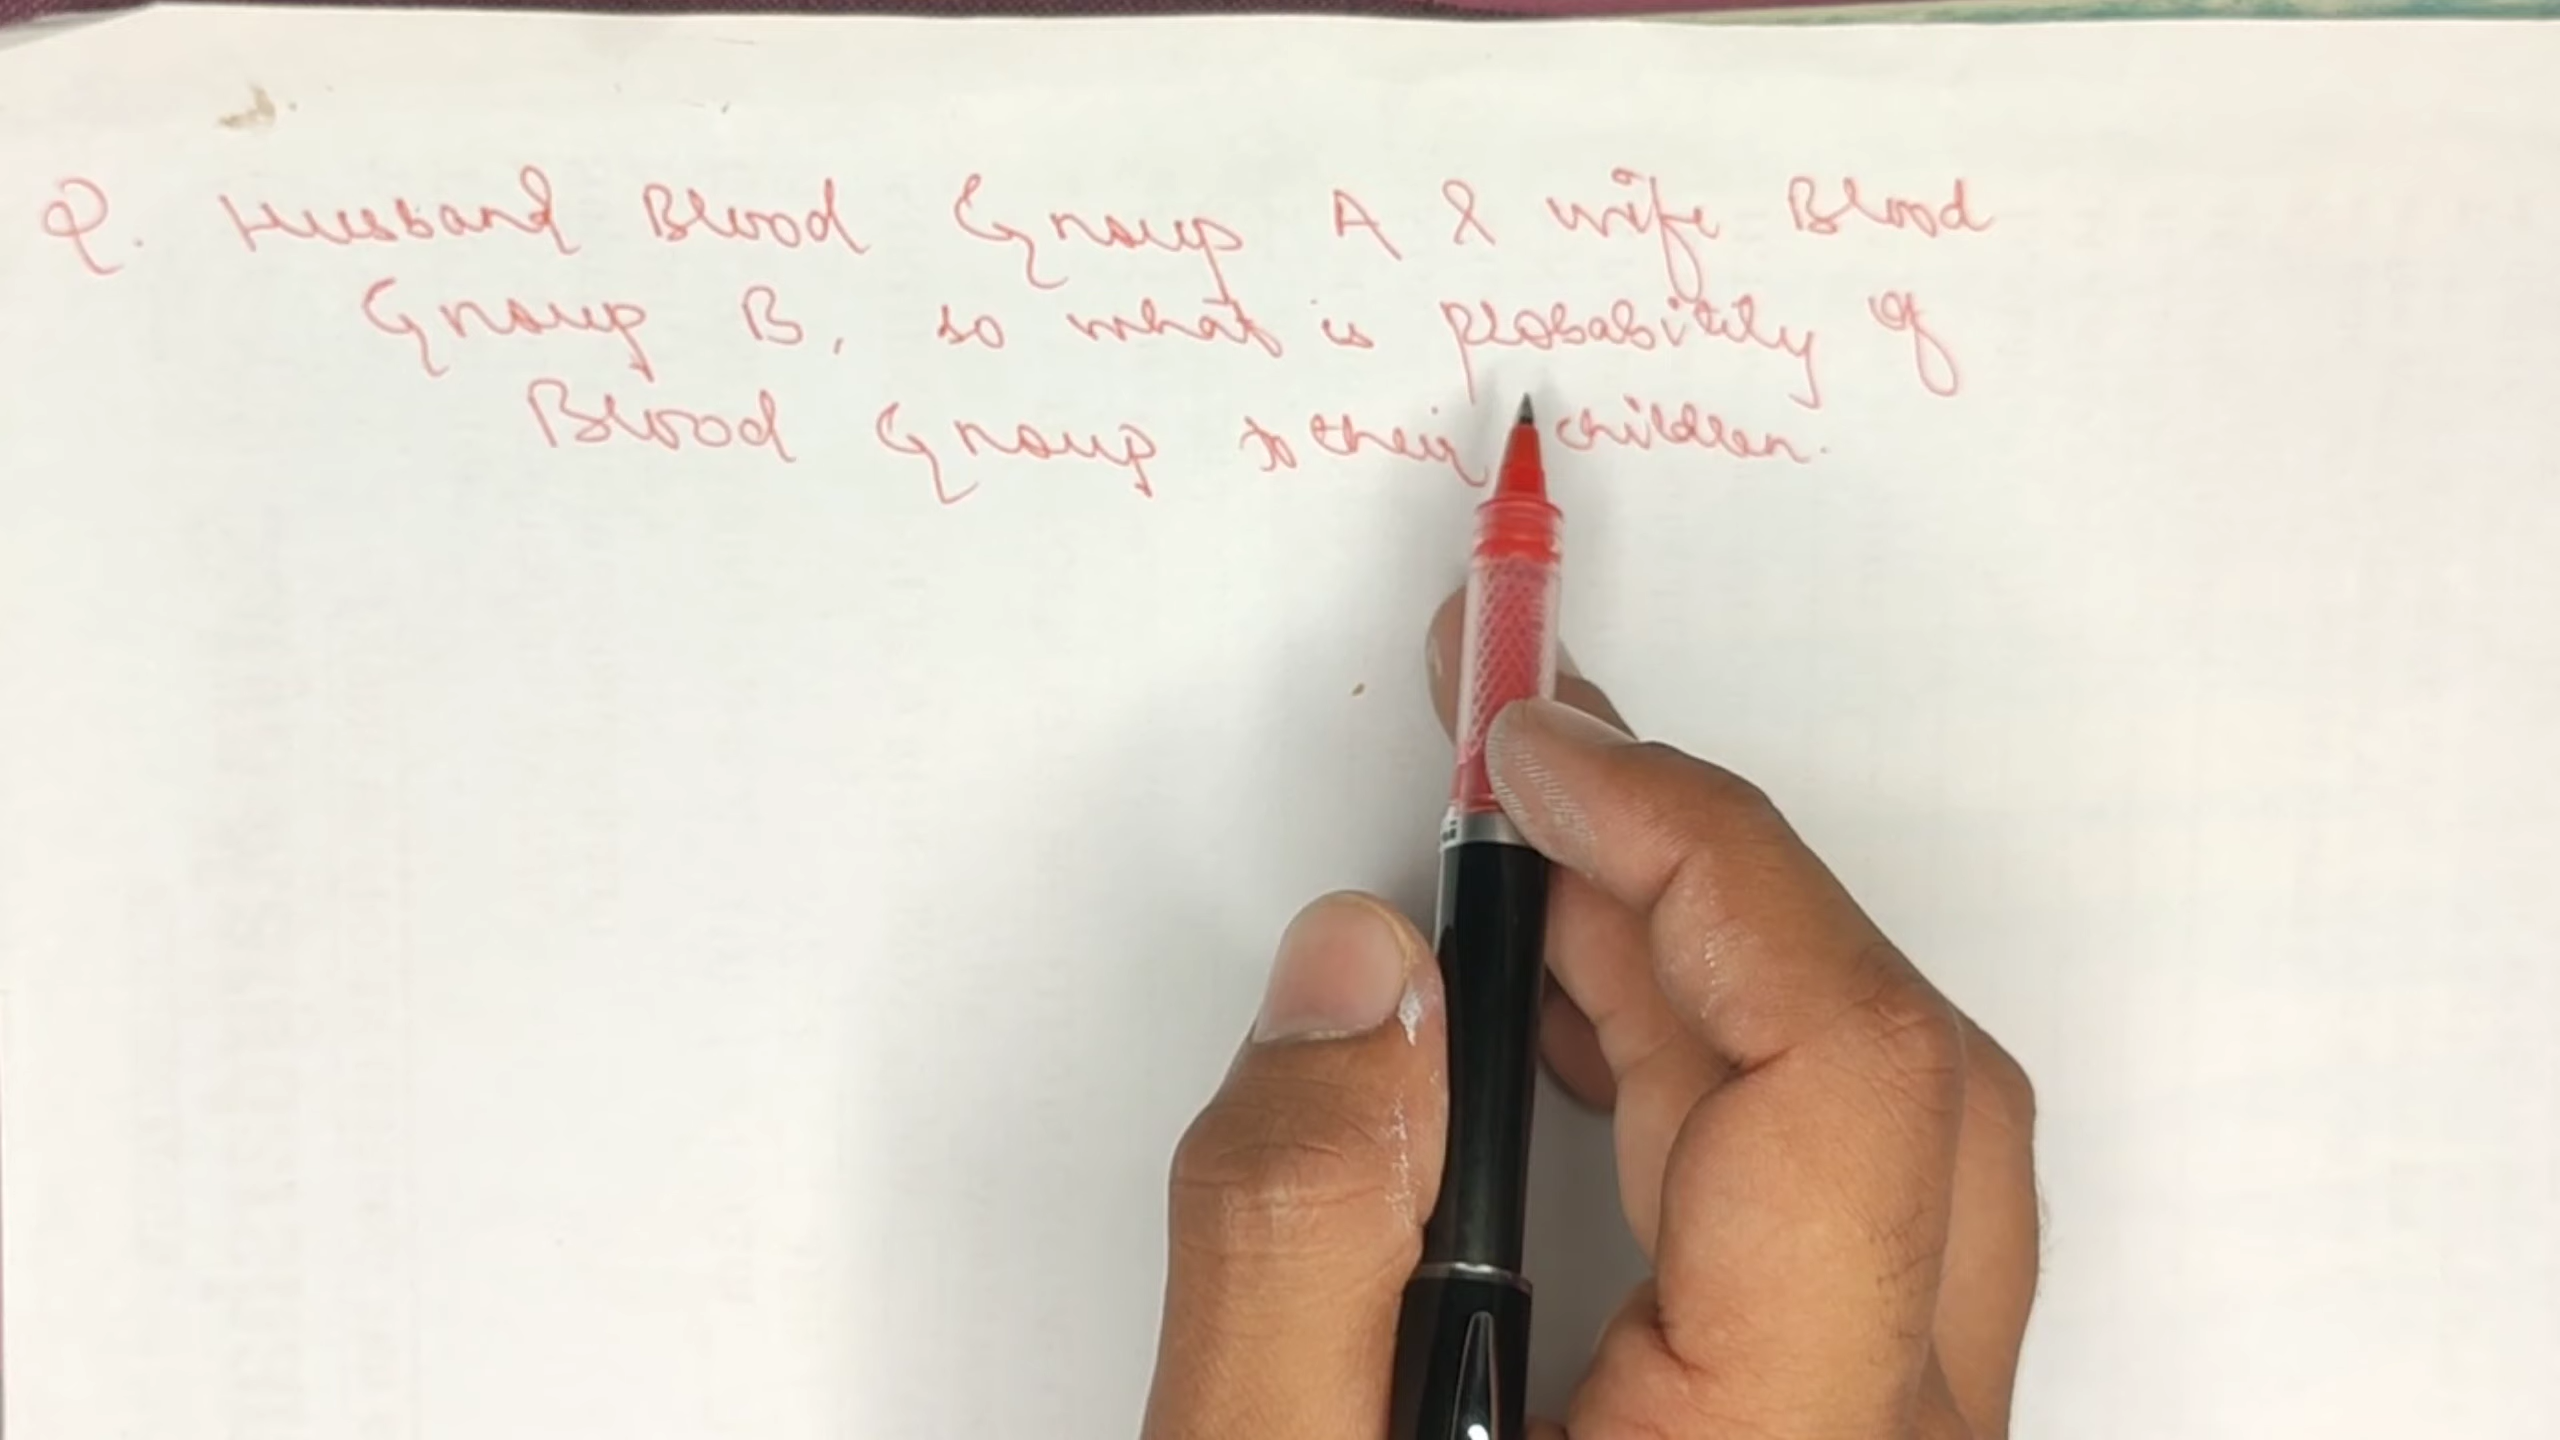 Q. Husband Blood Group A & wife Blood
Group B, so what is probability of
Blood Group to their children.